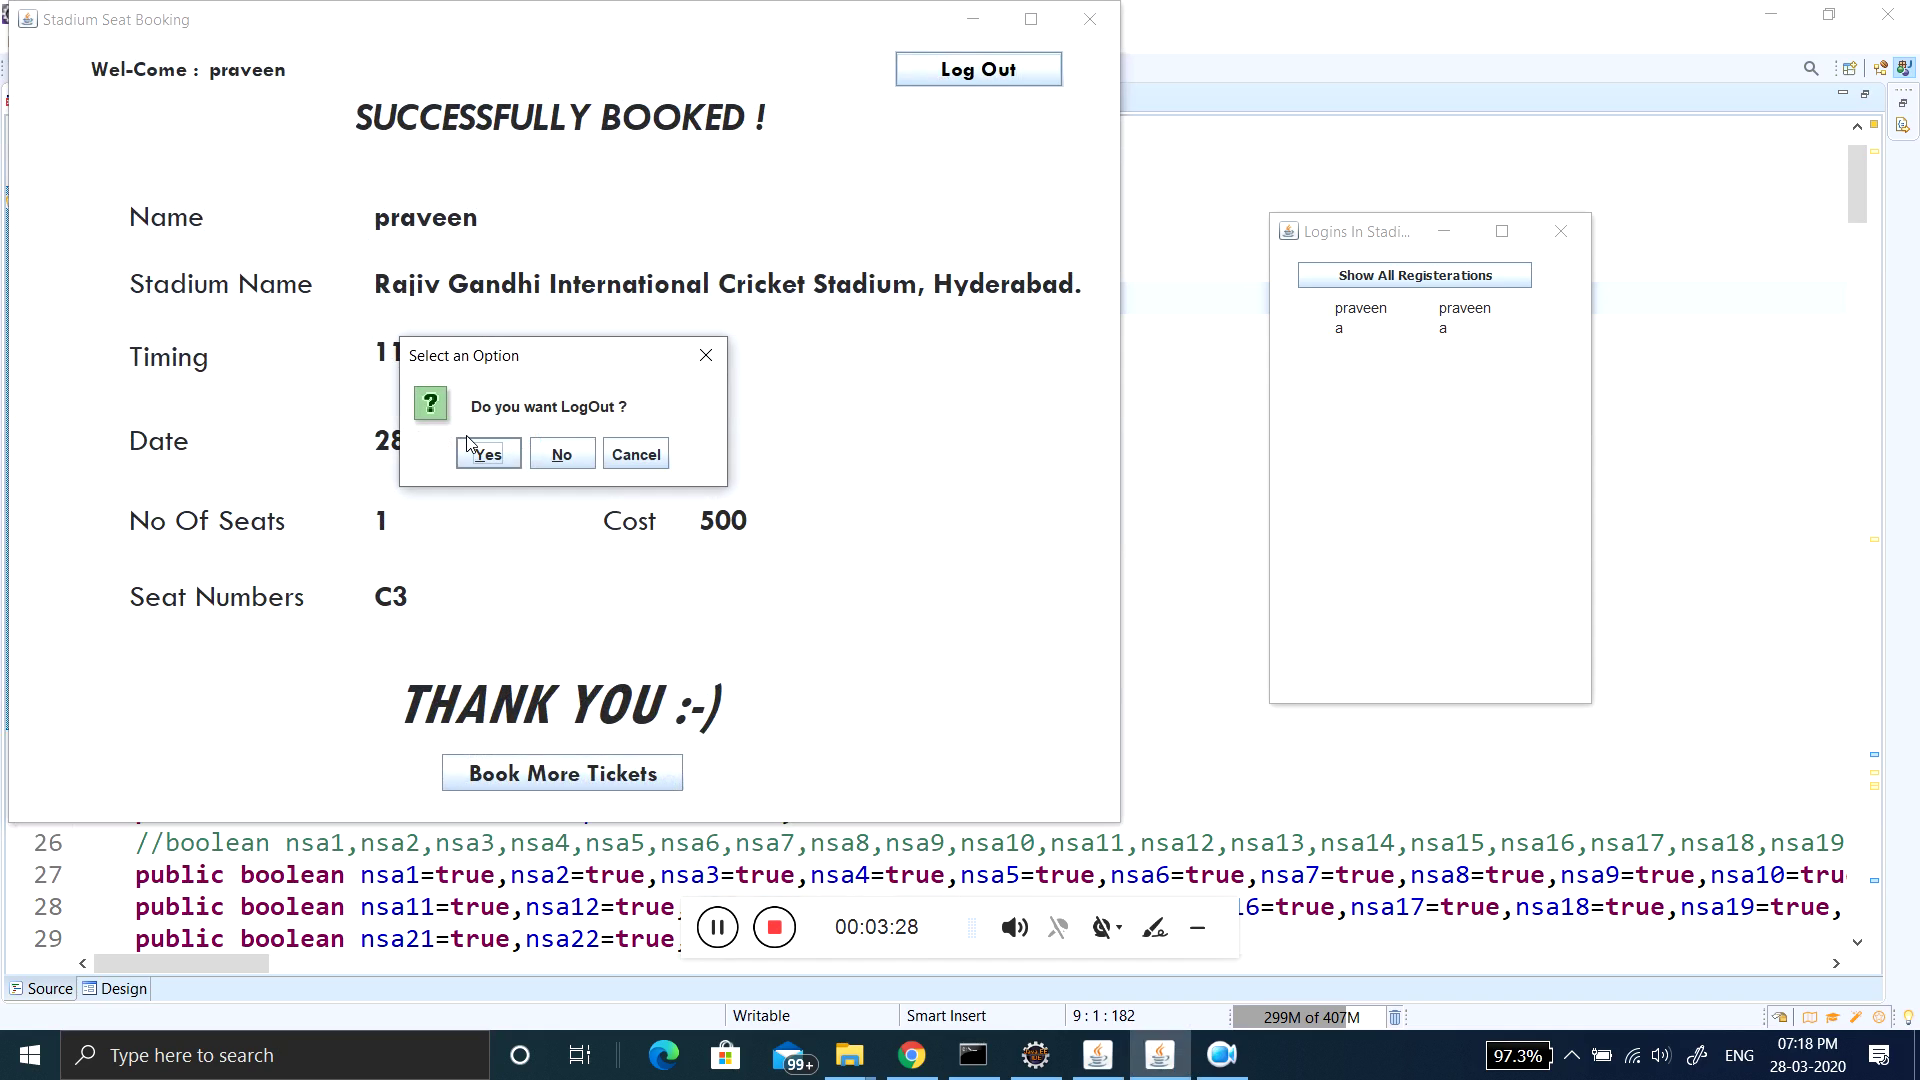 Stadium Seat Booking
Wel-Come : praveen
Log Out
SUCCESSFULLY BOOKED !
Name praveen
Stadium Name Rajiv Gandhi International Cricket Stadium, Hyderabad.
Timing 11
Date 28
No Of Seats 1 Cost 500
Seat Numbers C3
THANK YOU :-)
Book More Tickets
Select an Option
?
Do you want LogOut ?
Yes No Cancel
Logins In Stadi...
Show All Registerations
praveen praveen
a a
26 //boolean nsa1,nsa2,nsa3,nsa4,nsa5,nsa6,nsa7,nsa8,nsa9,nsa10,nsa11,nsa12,nsa13,nsa14,nsa15,nsa16,nsa17,nsa18,nsa19
27 public boolean nsa1=true,nsa2=true,nsa3=true,nsa4=true,nsa5=true,nsa6=true,nsa7=true,nsa8=true,nsa9=true,nsa10=tru
28 public boolean nsa11=true,nsa12=true, 16=true,nsa17=true,nsa18=true,nsa19=true,
29 public boolean nsa21=true,nsa22=true,
00:03:28
Source Design
Writable Smart Insert 9 : 1 : 182 299M of 407M
Type here to search
99+
97.3%
ENG
07:18 PM
28-03-2020